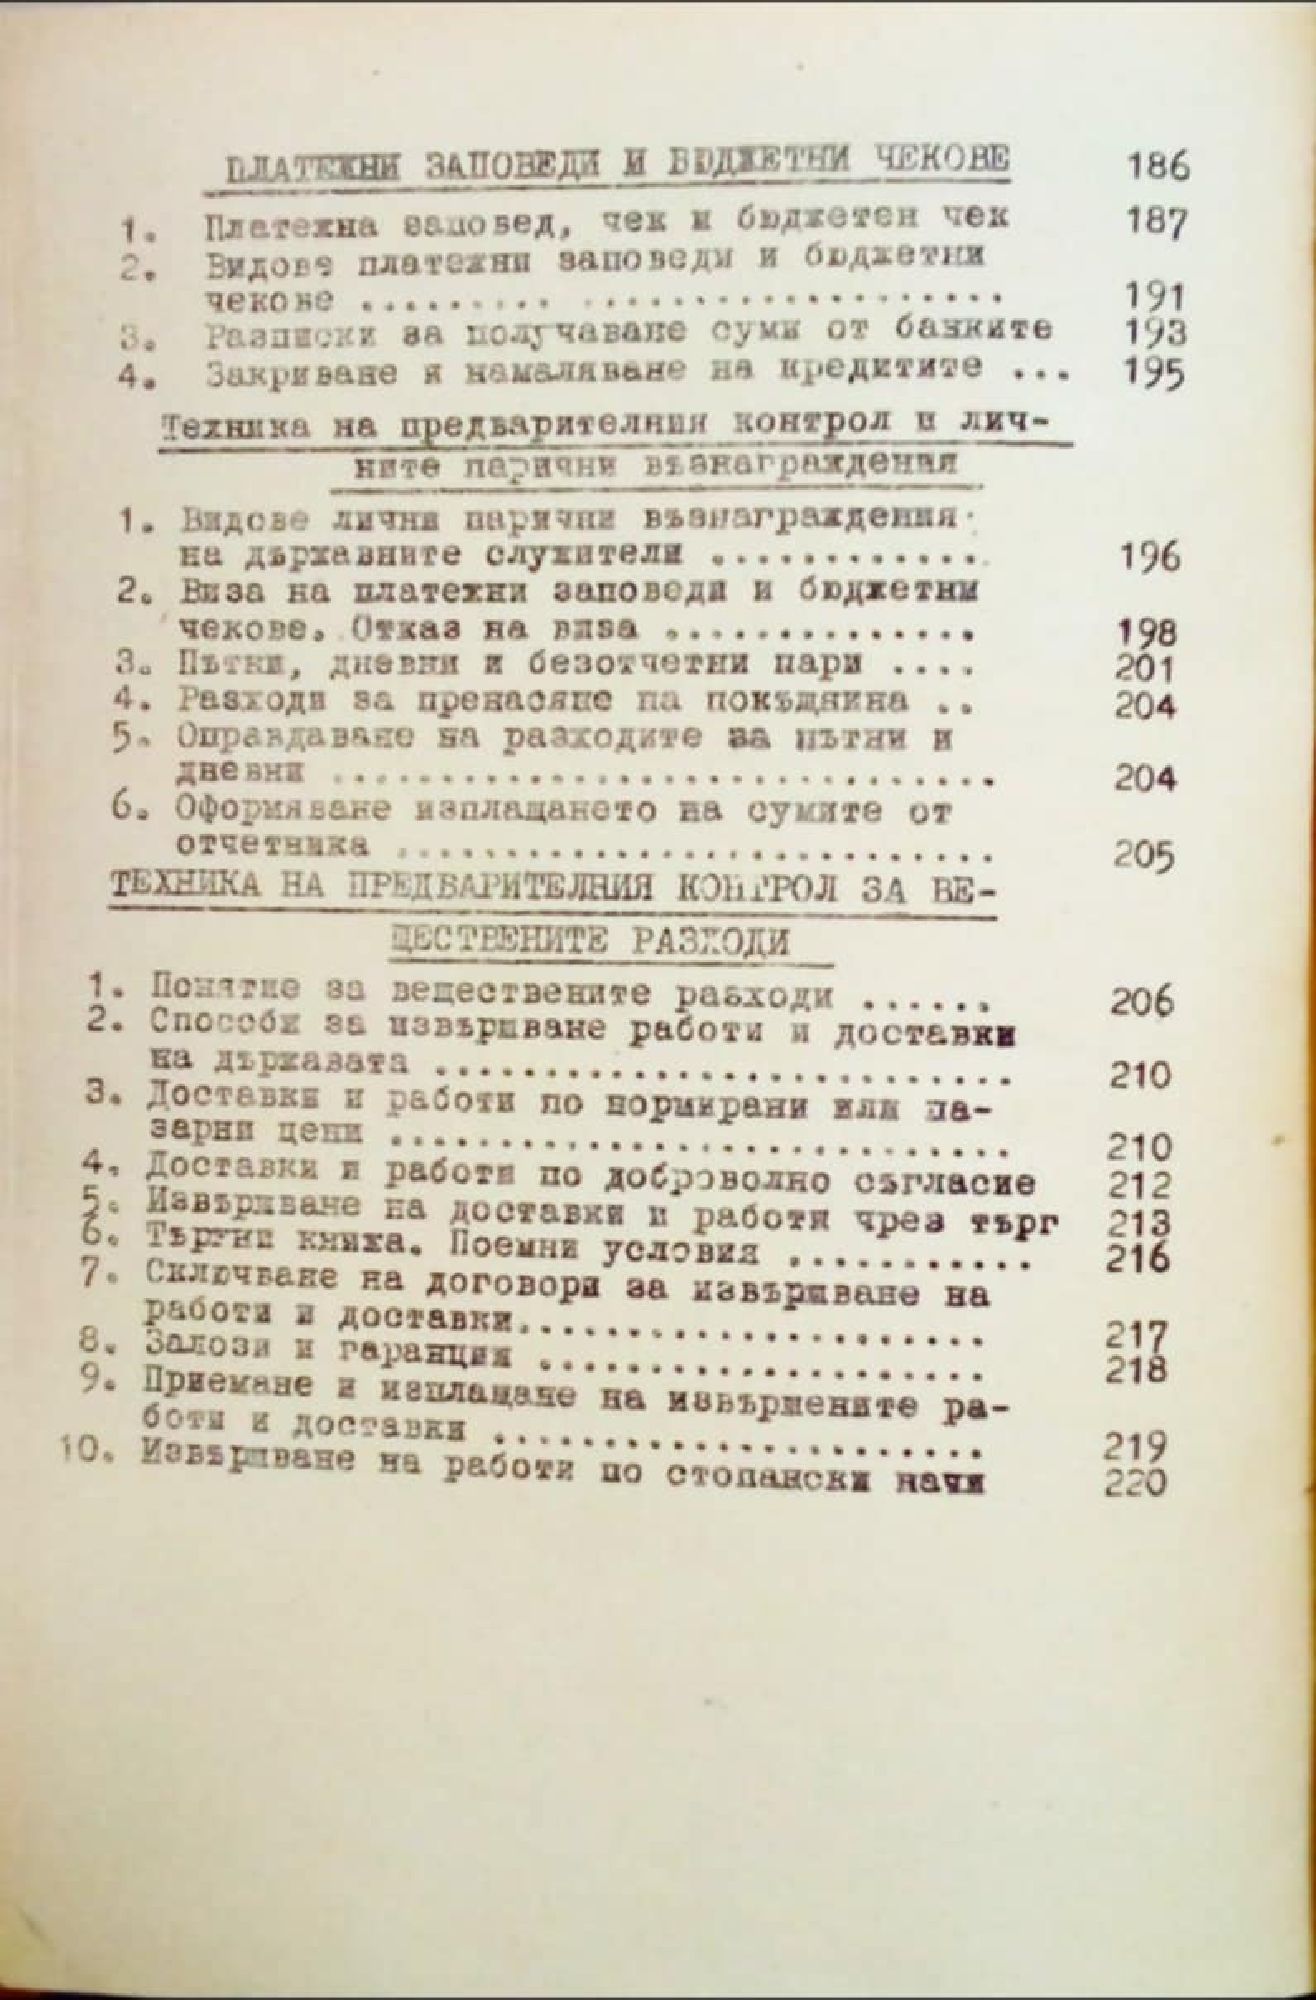 ПЛАТЕЖНИ ЗАПОВЕДИ И БЮДЖЕТНИ ЧЕКОВЕ 186
1. Платежна заповед, чек и бюджетен чек 187
2. Видове платежни заповеди и бюджетни
чекове ......... .................. 191
3. Разписки за получаване суми от банките 193
4. Закриване и намаляване на кредитите ... 195
Техника на предварителния контрол и лич-
ните парични възнаграждения
1. Видове лични парични възнаграждения
на държавните служители ............ 196
2. Виза на платежни заповеди и бюджетни
чекове. Отказ на виза .............. 198
3. Пътни, дневни и безотчетни пари .... 201
4. Разходи за пренасяне на покъщнина .. 204
5. Оправдаване на разходите за пътни и
дневни .............................. 204
6. Оформяване изплащането на сумите от
отчетника ........................... 205
ТЕХНИКА НА ПРЕДВАРИТЕЛНИЯ КОНТРОЛ ЗА ВЕ-
ЩЕСТВЕНИТЕ РАЗХОДИ
1. Понятие за веществените разходи ...... 206
2. Способи за извършване работи и доставки
на държавата .......................... 210
3. Доставки и работи по нормирани или па-
зарни цени ............................ 210
4. Доставки и работи по доброволно съгласие 212
5. Извършване на доставки и работи чрез търг 213
6. Тържни книжа. Поемни условия ........... 216
7. Сключване на договори за извършване на
работи и доставки..................... 217
8. Залози и гаранции .................... 218
9. Приемане и изплащане на извършените ра-
боти и доставки ...................... 219
10. Извършване на работи по стопански начи 220